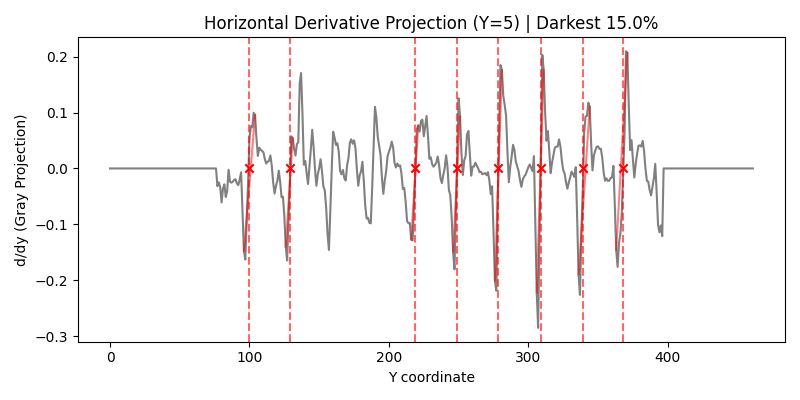 Horizontal Derivative Projection (Y=5) | Darkest 15.0%
d/dy (Gray Projection)
0.2
0.1
0.0
−0.1
−0.2
−0.3
0 100 200 300 400
Y coordinate